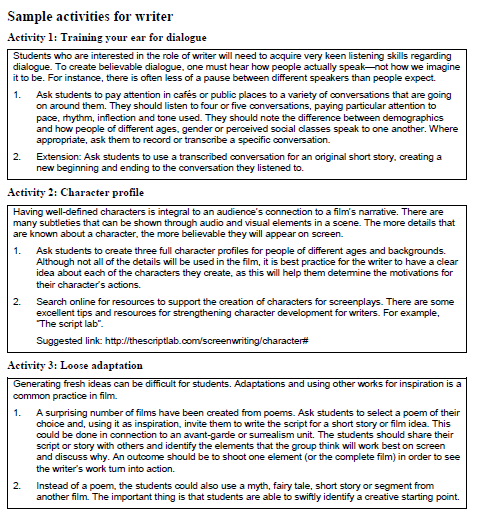 Sample activities for writer
Activity 1: Training your ear for dialogue
Students who are interested in the role of writer will need to acquire very keen listening skills regarding
dialogue. To create believable dialogue, one must hear how people actually speak—not how we imagine
it to be. For instance, there is often less of a pause between different speakers than people expect.
1. Ask students to pay attention in cafés or public places to a variety of conversations that are going
on around them. They should listen to four or five conversations, paying particular attention to
pace, rhythm, inflection and tone used. They should note the difference between demographics
and how people of different ages, gender or perceived social classes speak to one another. Where
appropriate, ask them to record or transcribe a specific conversation.
2. Extension: Ask students to use a transcribed conversation for an original short story, creating a
new beginning and ending to the conversation they listened to.
Activity 2: Character profile
Having well-defined characters is integral to an audience's connection to a film's narrative. There are
many subtleties that can be shown through audio and visual elements in a scene. The more details that
are known about a character, the more believable they will appear on screen.
1. Ask students to create three full character profiles for people of different ages and backgrounds.
Although not all of the details will be used in the film, it is best practice for the writer to have a clear
idea about each of the characters they create, as this will help them determine the motivations for
their character's actions.
2. Search online for resources to support the creation of characters for screenplays. There are some
excellent tips and resources for strengthening character development for writers. For example,
"The script lab".
Suggested link: http://thescriptlab.com/screenwriting/character#
Activity 3: Loose adaptation
Generating fresh ideas can be difficult for students. Adaptations and using other works for inspiration is a
common practice in film.
1. A surprising number of films have been created from poems. Ask students to select a poem of their
choice and, using it as inspiration, invite them to write the script for a short story or film idea. This
could be done in connection to an avant-garde or surrealism unit. The students should share their
script or story with others and identify the elements that the group think will work best on screen
and discuss why. An outcome should be to shoot one element (or the complete film) in order to see
the writer's work turn into action.
2. Instead of a poem, the students could also use a myth, fairy tale, short story or segment from
another film. The important thing is that students are able to swiftly identify a creative starting point.